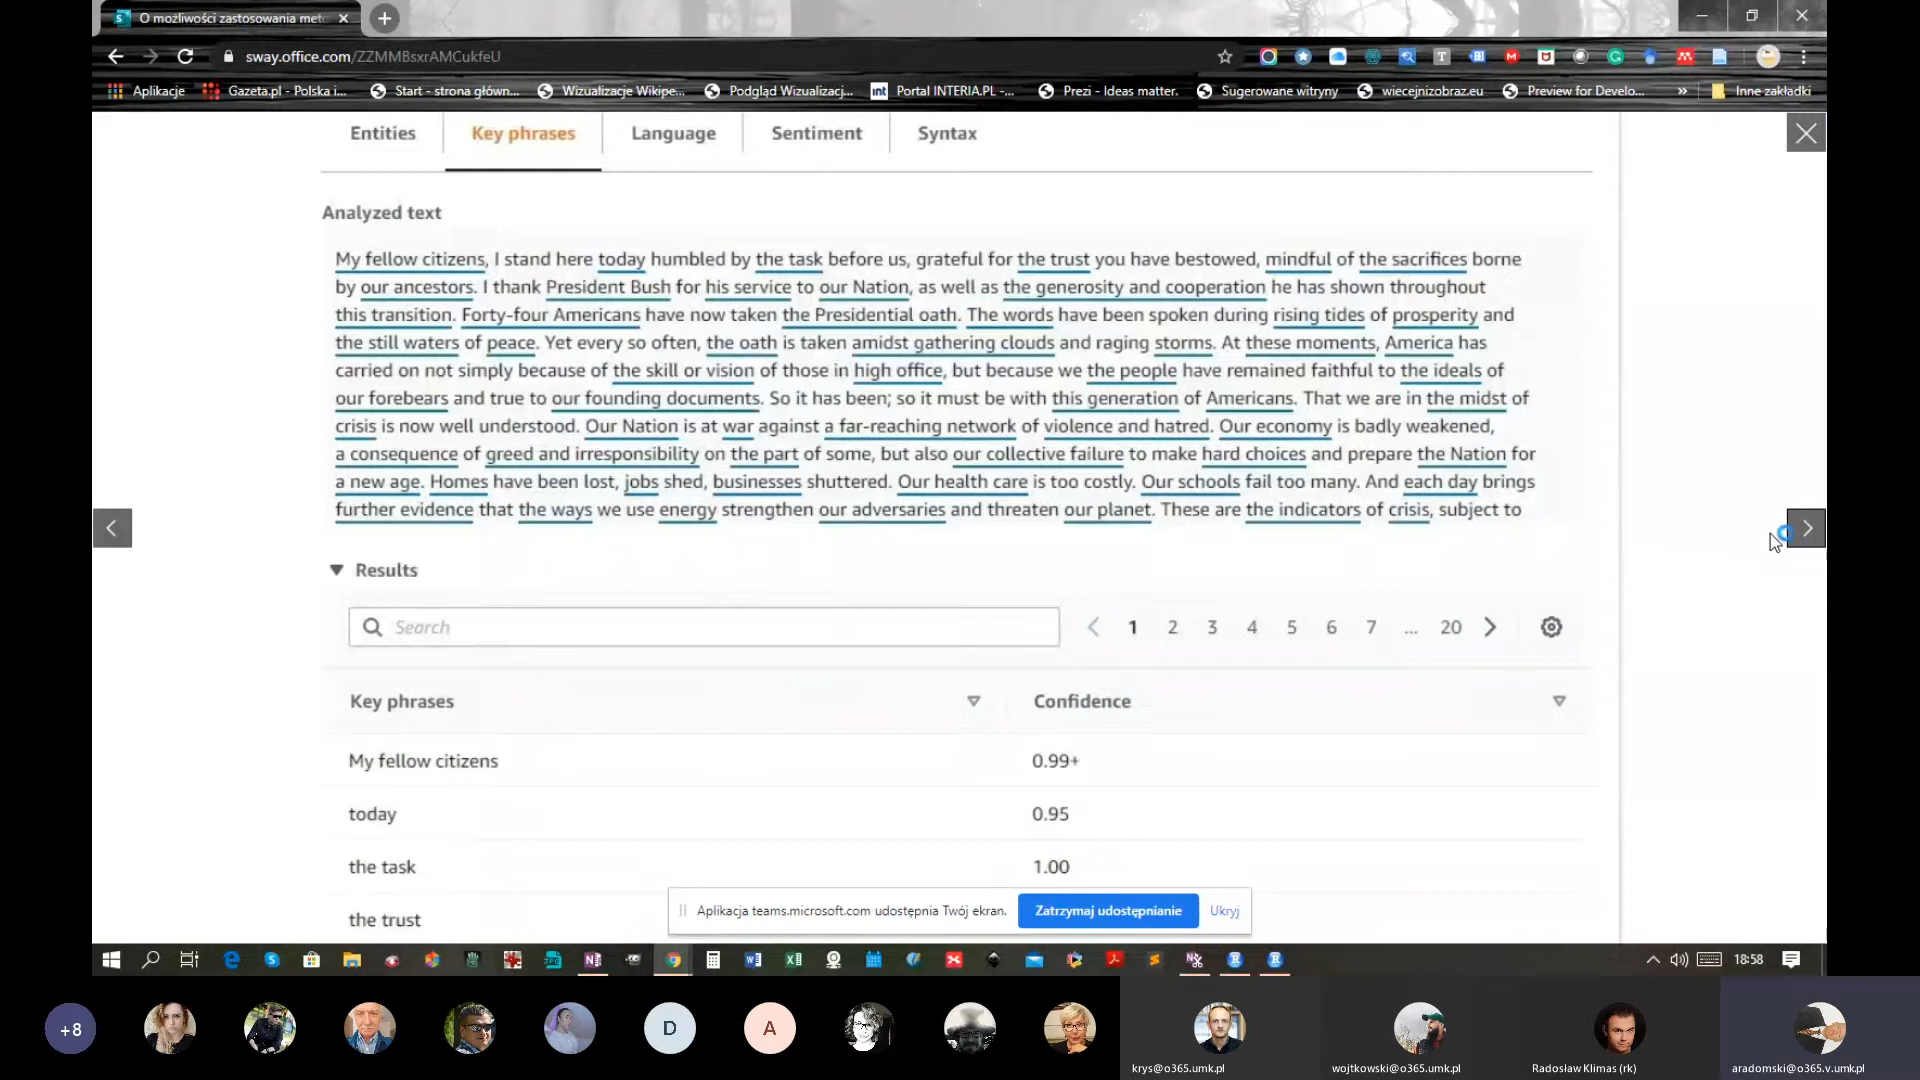 O możliwości zastosowania met
sway.office.com/ZZMMBsxrAMCukfeU
Aplikacje Gazeta.pl - Polska i... Start - strona główn... Wizualizacje Wikipe... Podgląd Wizualizacj... Portal INTERIA.PL -... Prezi - Ideas matter. Sugerowane witryny wiecejnizobraz.eu Preview for Develo... » Inne zakładki
Entities Key phrases Language Sentiment Syntax
Analyzed text
My fellow citizens, I stand here today humbled by the task before us, grateful for the trust you have bestowed, mindful of the sacrifices borne
by our ancestors. I thank President Bush for his service to our Nation, as well as the generosity and cooperation he has shown throughout
this transition. Forty-four Americans have now taken the Presidential oath. The words have been spoken during rising tides of prosperity and
the still waters of peace. Yet every so often, the oath is taken amidst gathering clouds and raging storms. At these moments, America has
carried on not simply because of the skill or vision of those in high office, but because we the people have remained faithful to the ideals of
our forebears and true to our founding documents. So it has been; so it must be with this generation of Americans. That we are in the midst of
crisis is now well understood. Our Nation is at war against a far-reaching network of violence and hatred. Our economy is badly weakened,
a consequence of greed and irresponsibility on the part of some, but also our collective failure to make hard choices and prepare the Nation for
a new age. Homes have been lost, jobs shed, businesses shuttered. Our health care is too costly. Our schools fail too many. And each day brings
further evidence that the ways we use energy strengthen our adversaries and threaten our planet. These are the indicators of crisis, subject to
Results
Search 1 2 3 4 5 6 7 ... 20
Key phrases Confidence
My fellow citizens 0.99+
today 0.95
the task 1.00
the trust
Aplikacja teams.microsoft.com udostępnia Twój ekran. Zatrzymaj udostępnianie Ukryj
18:58
+8 D A
krys@o365.umk.pl wojtkowski@o365.umk.pl Radosław Klimas (rk) aradomski@o365.v.umk.pl